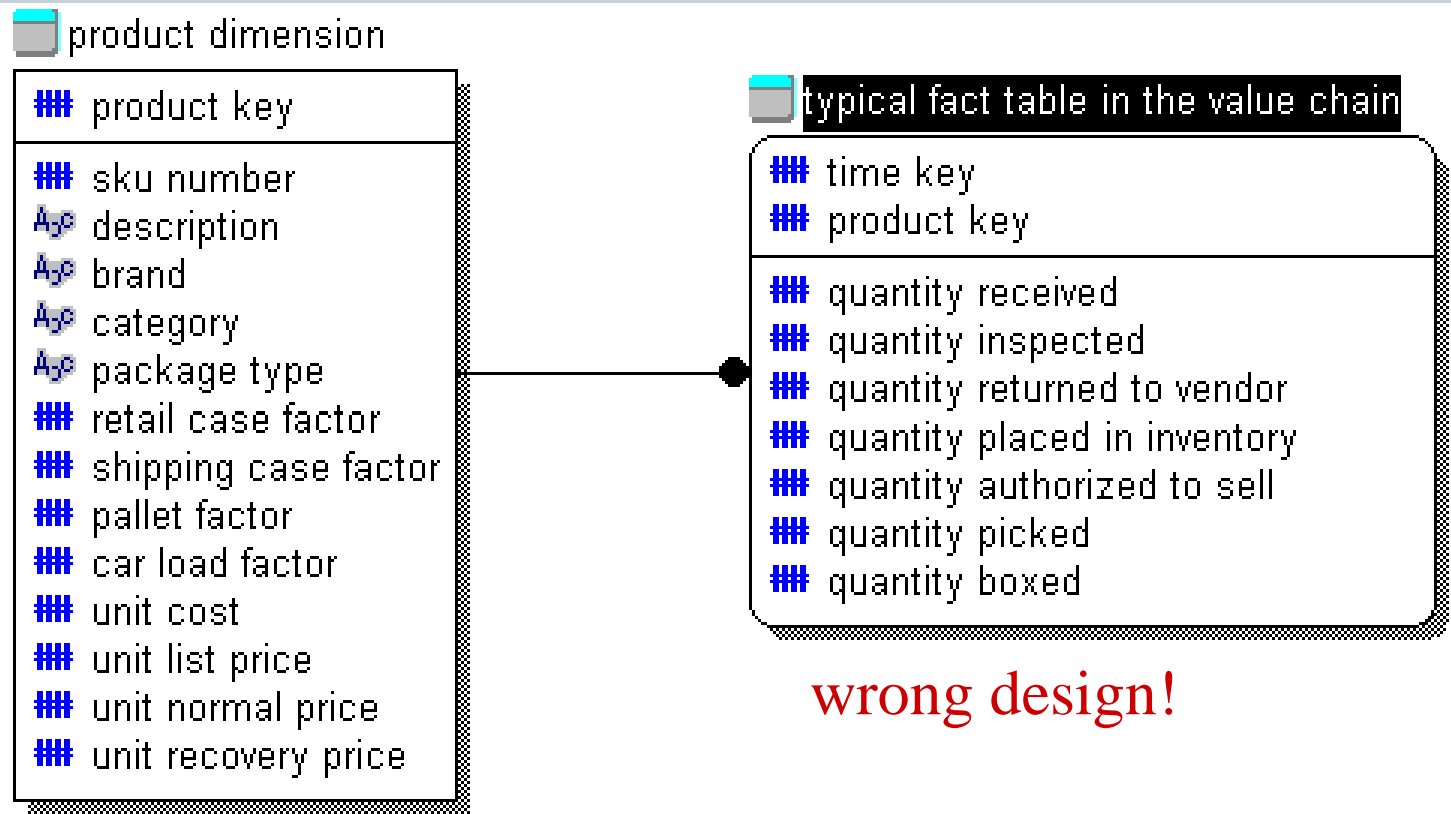 product dimension
product key
sku number
description
brand
category
package type
retail case factor
shipping case factor
pallet factor
car load factor
unit cost
unit list price
unit normal price
unit recovery price
typical fact table in the value chain
time key
product key
quantity received
quantity inspected
quantity returned to vendor
quantity placed in inventory
quantity authorized to sell
quantity picked
quantity boxed
wrong design!